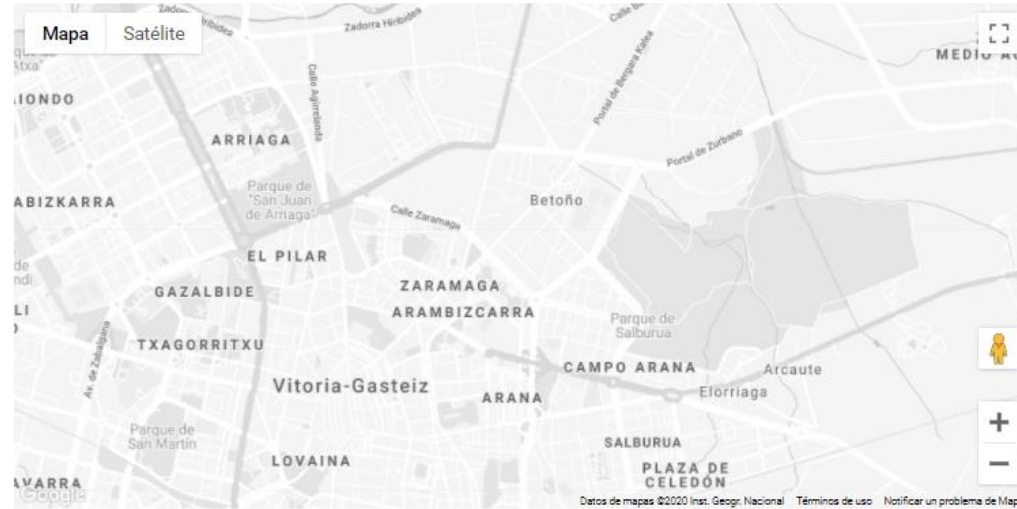 Zadorra Hiribidea
Zadorra Hiribidea
Mapa Satélite
Calle Agirrelanda
Portal de Bergara Kalea
ARRIAGA
Portal de Zurbano
Parque de
"San Juan
de Arriaga"
ABIZKARRA
Betoño
Calle Zaramaga
EL PILAR
GAZALBIDE
ZARAMAGA
ARAMBIZCARRA
Parque de
Salburua
TXAGORRITXU
Av. de Zabalgana
CAMPO ARANA
Arcaute
Vitoria-Gasteiz
ARANA
Elorriaga
Parque de
San Martin
SALBURUA
LOVAINA
PLAZA DE
CELEDÓN
AVARRA
Google
Datos de mapas ©2020 Inst. Geogr. Nacional Términos de uso Notificar un problema de Map